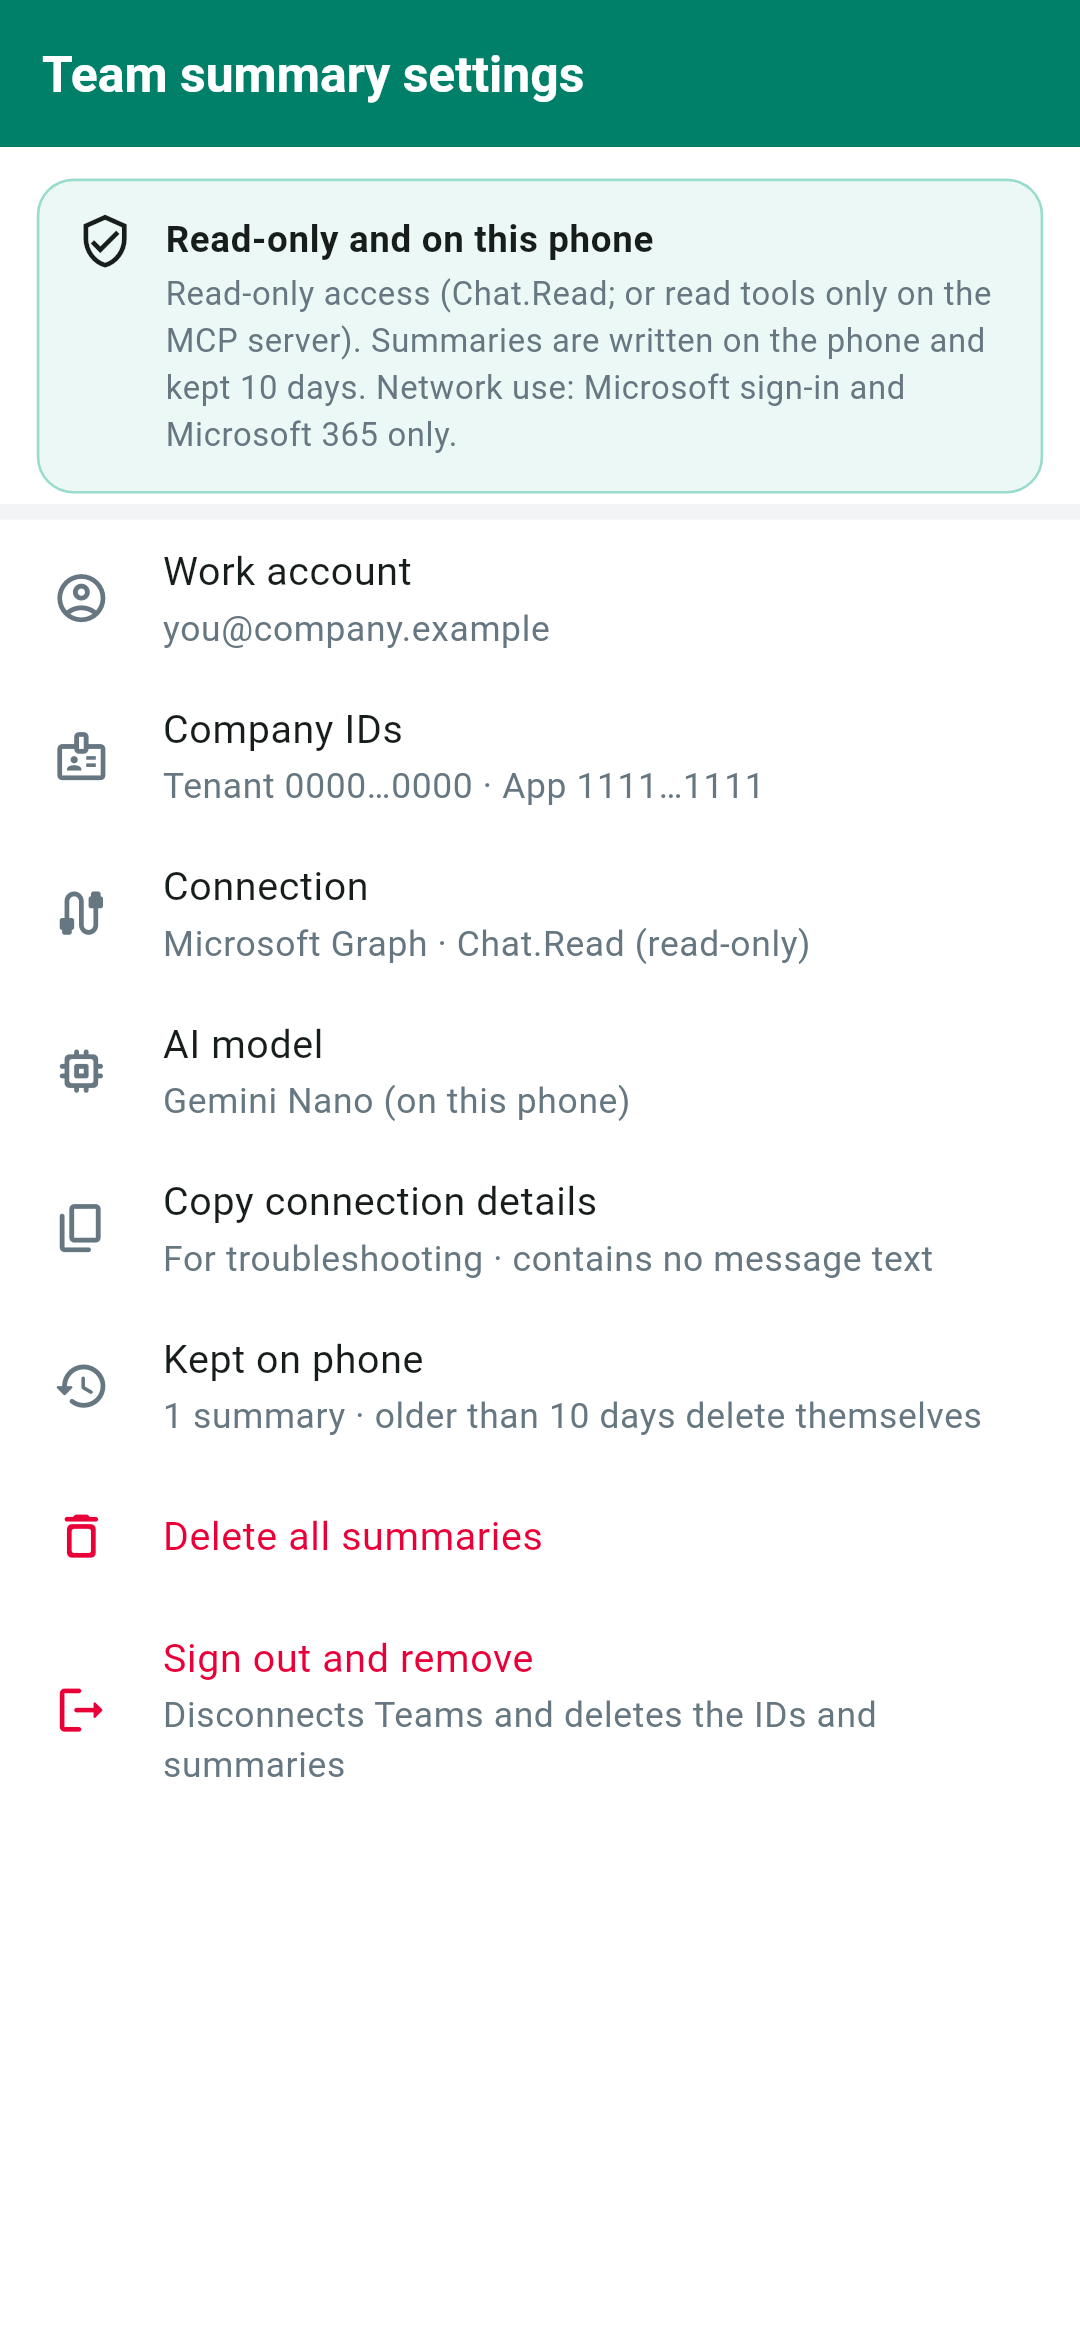 Team summary settings
Read-only and on this phone
Read-only access (Chat.Read; or read tools only on the
MCP server). Summaries are written on the phone and
kept 10 days. Network use: Microsoft sign-in and
Microsoft 365 only.
Work account
you@company.example
Company IDs
Tenant 0000…0000 · App 1111…1111
Connection
Microsoft Graph · Chat.Read (read-only)
AI model
Gemini Nano (on this phone)
Copy connection details
For troubleshooting · contains no message text
Kept on phone
1 summary · older than 10 days delete themselves
Delete all summaries
Sign out and remove
Disconnects Teams and deletes the IDs and
summaries